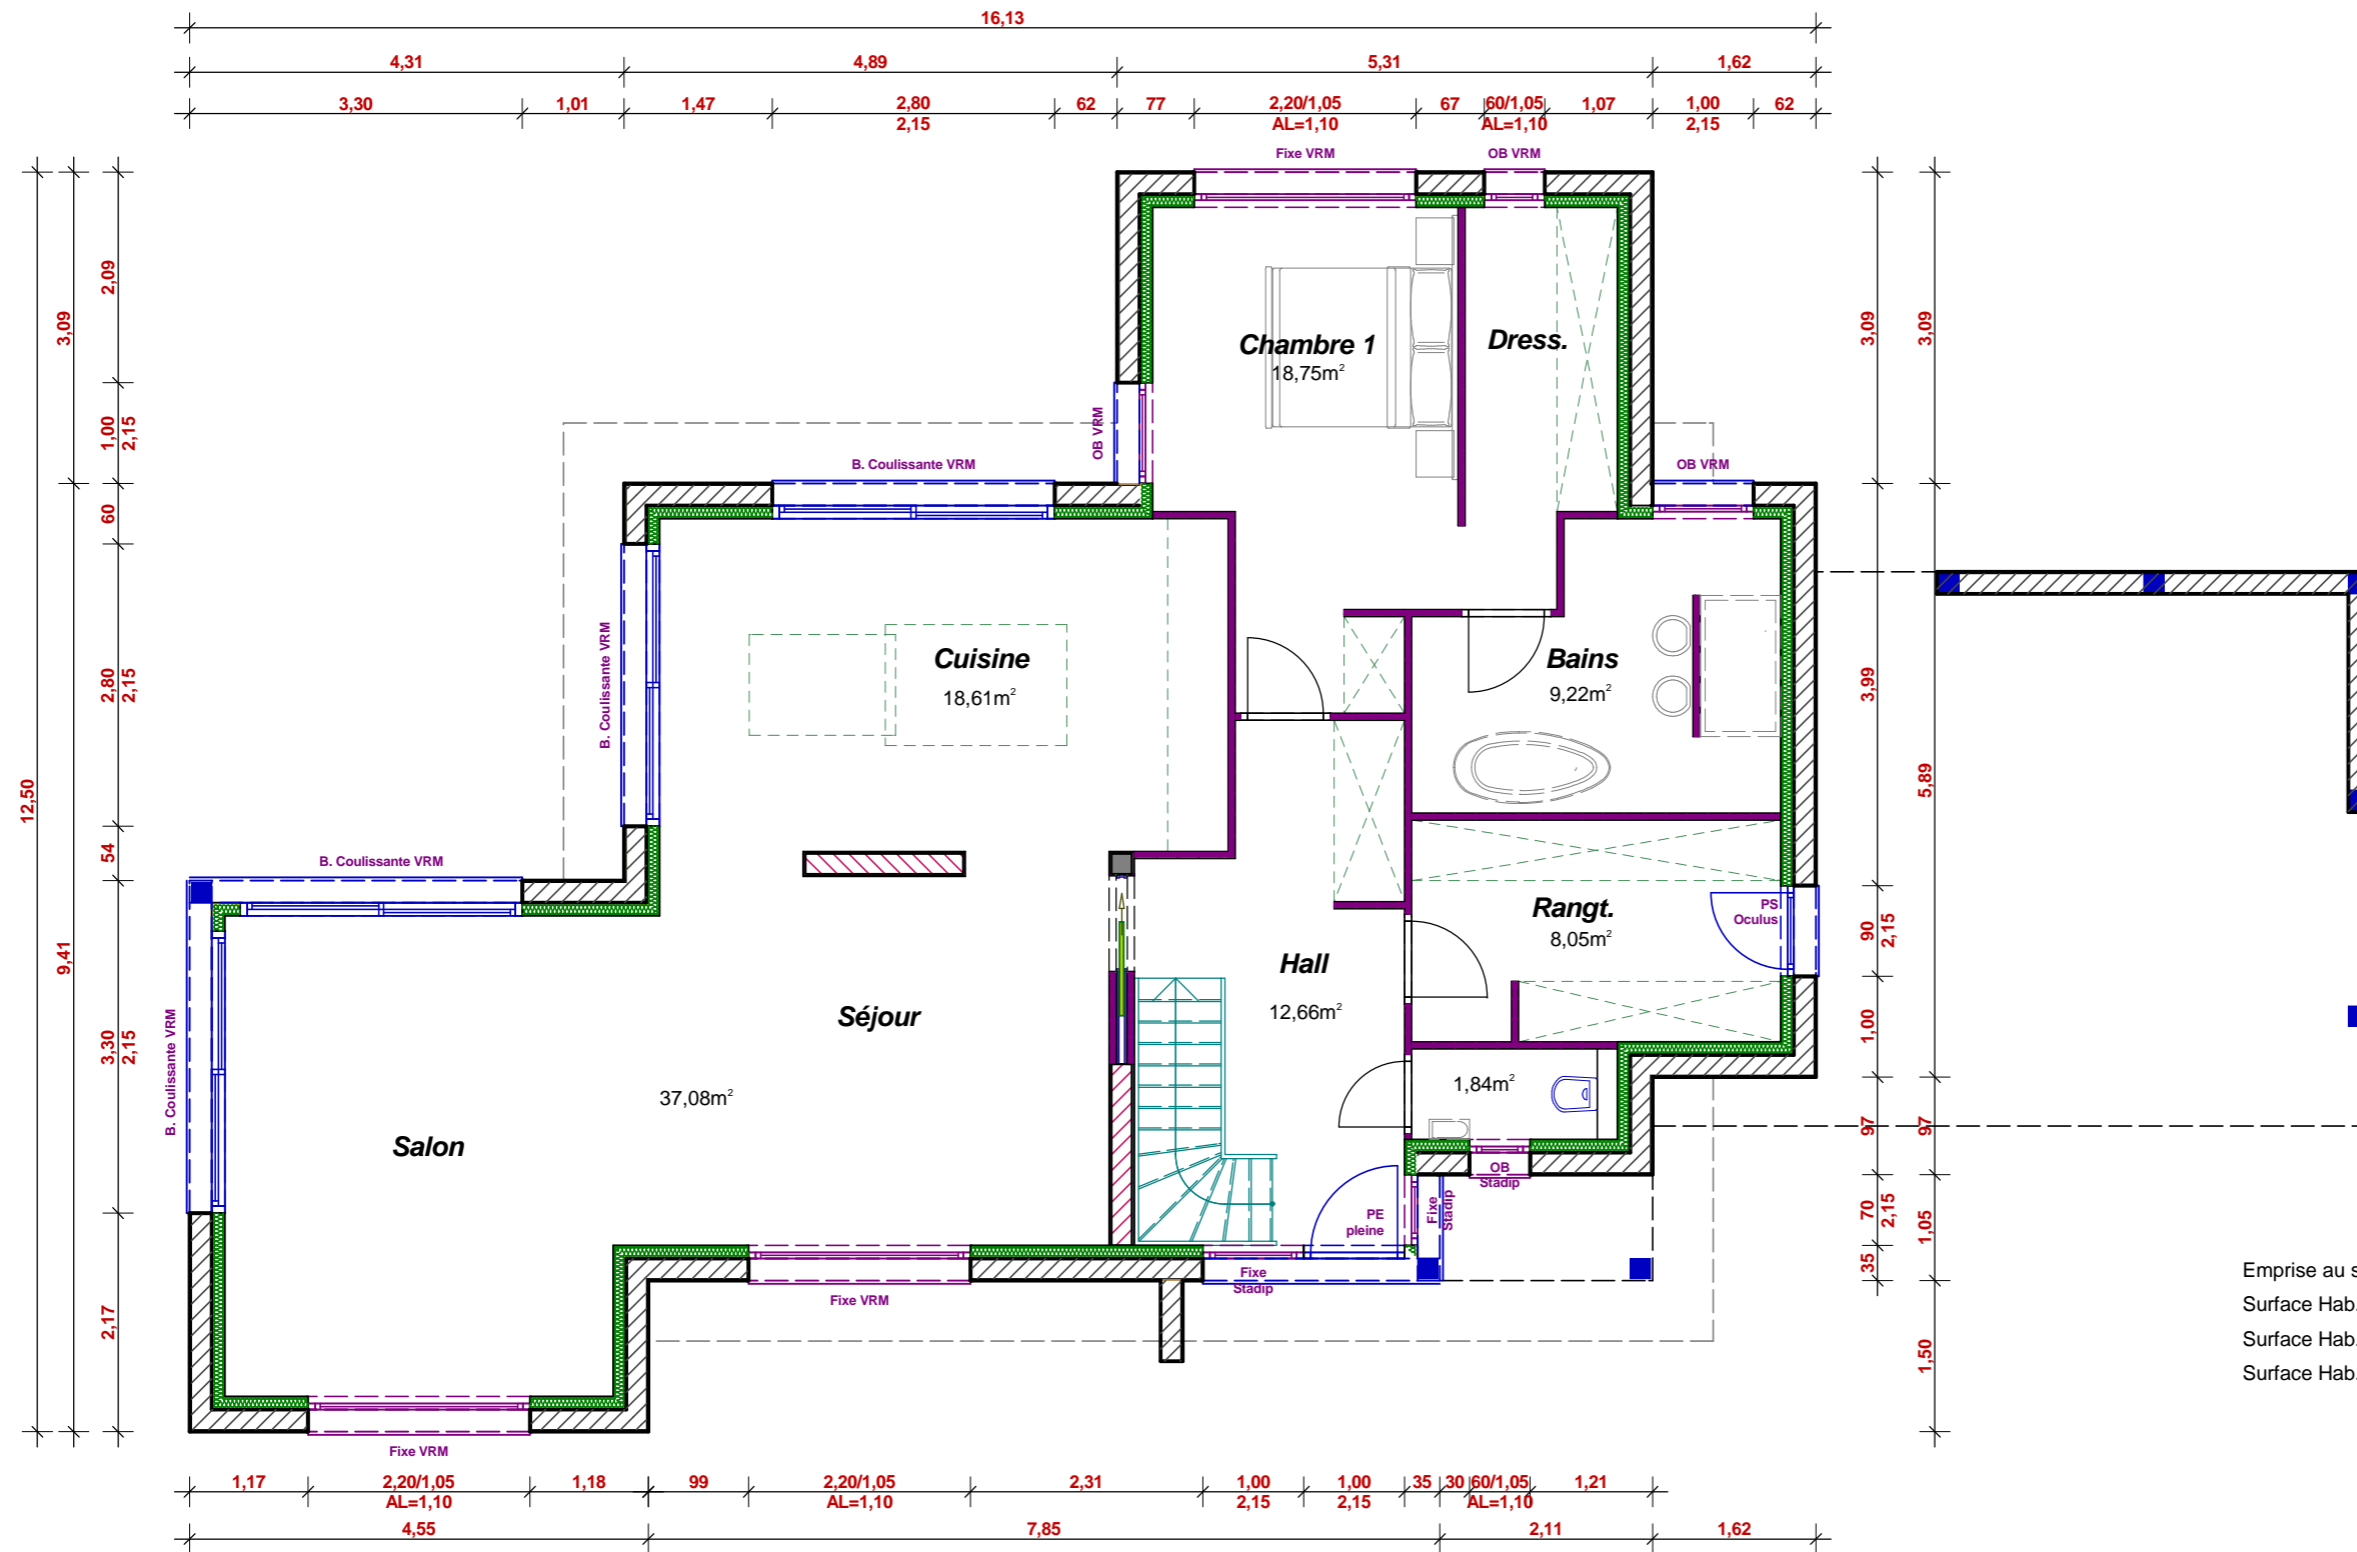 16,13
4,31 4,89 5,31 1,62
3,30 1,01 1,47 2,80 62 77 2,20/1,05 67 60/1,05 1,07 1,00 62
2,15 AL=1,10 AL=1,10 2,15
Fixe VRM OB VRM
2,09
3,09
1,00
2,15
60
2,80
2,15
54
12,50
9,41
3,30
2,15
2,17
OB VRM
B. Coulissante VRM
OB VRM
B. Coulissante VRM
B. Coulissante VRM
B. Coulissante VRM
Chambre 1
18,75m²
Dress.
Cuisine
18,61m²
Bains
9,22m²
Rangt.
8,05m²
PS
Oculus
Hall
12,66m²
Séjour
37,08m²
Salon
1,84m²
OB
Stadip
Fixe
Stadip
PE
pleine
Fixe
Stadip
Fixe VRM
Fixe VRM
3,09
3,09
3,99
5,89
90
2,15
1,00
97
97
70
2,15
1,05
35
1,50
Emprise au s
Surface Hab.
Surface Hab.
Surface Hab.
1,17 2,20/1,05 1,18 99 2,20/1,05 2,31 1,00 1,00 35 30 60/1,05 1,21
AL=1,10 AL=1,10 2,15 2,15 AL=1,10
4,55 7,85 2,11 1,62